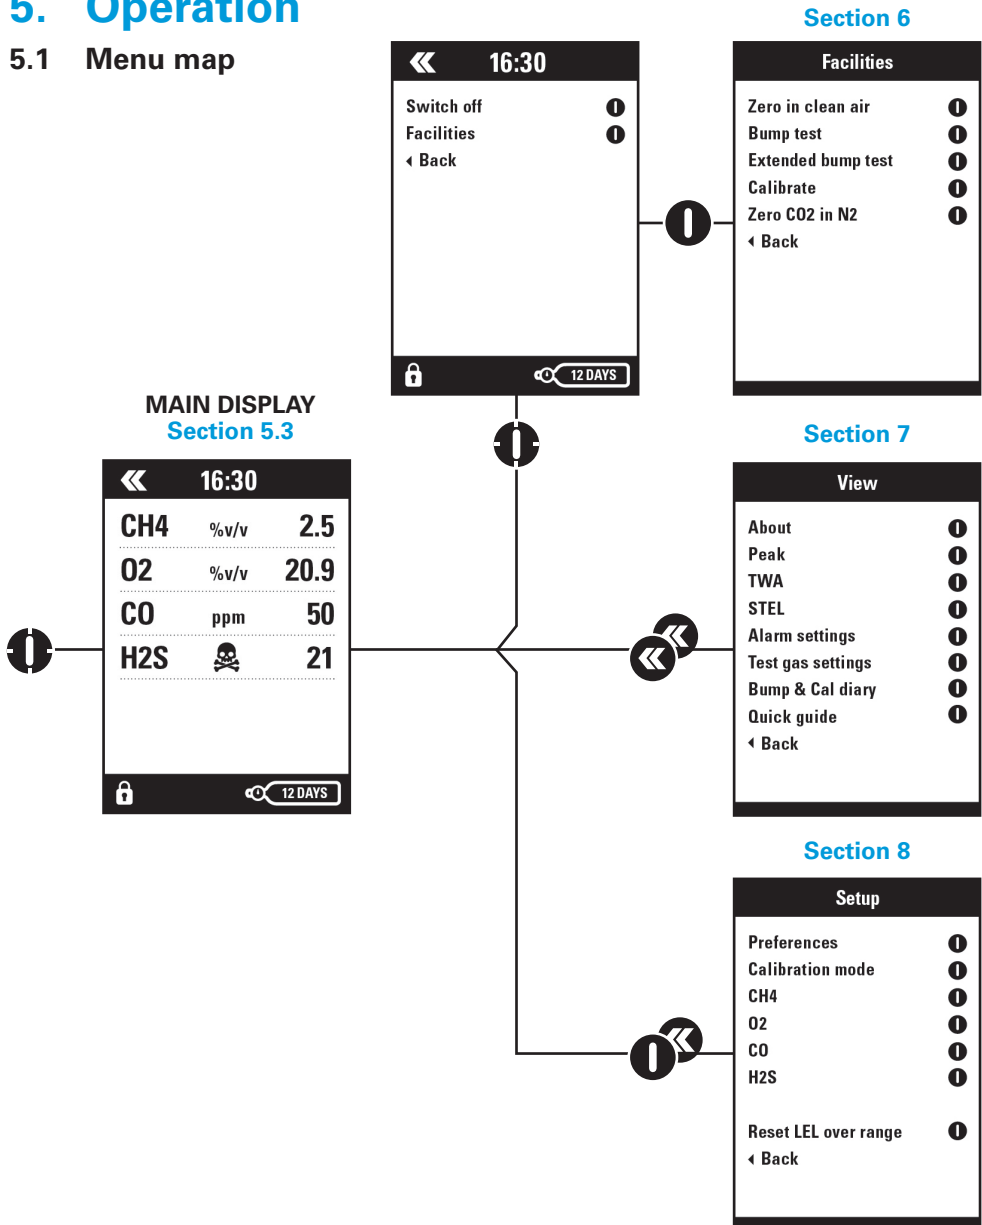 5. Operation
5.1 Menu map
16:30
Switch off
Facilities
Back
12 DAYS
Section 6
Facilities
Zero in clean air
Bump test
Extended bump test
Calibrate
Zero CO2 in N2
Back
MAIN DISPLAY
Section 5.3
16:30
CH4 %v/v 2.5
O2 %v/v 20.9
CO ppm 50
H2S 21
12 DAYS
Section 7
View
About
Peak
TWA
STEL
Alarm settings
Test gas settings
Bump & Cal diary
Quick guide
Back
Section 8
Setup
Preferences
Calibration mode
CH4
O2
CO
H2S
Reset LEL over range
Back